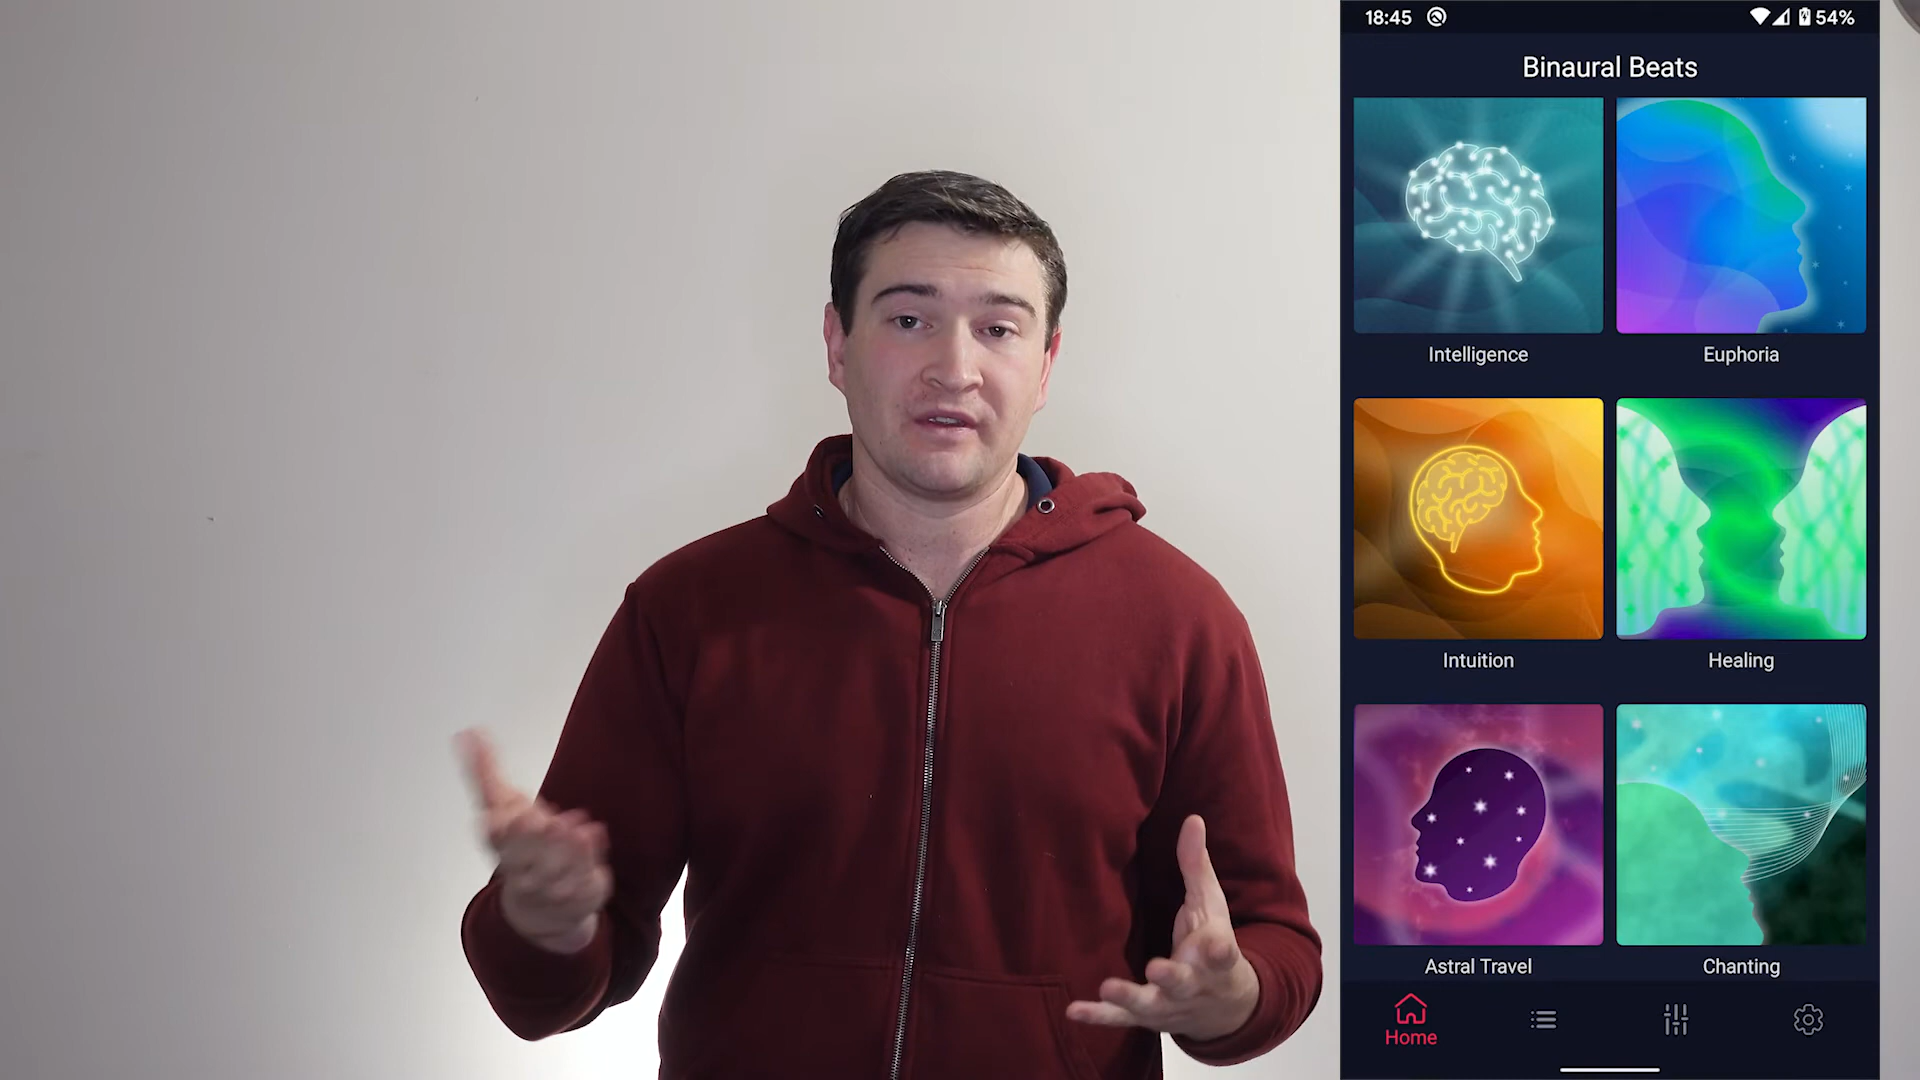 18:45 54%
Binaural Beats
Intelligence Euphoria
Intuition Healing
Astral Travel Chanting
Home